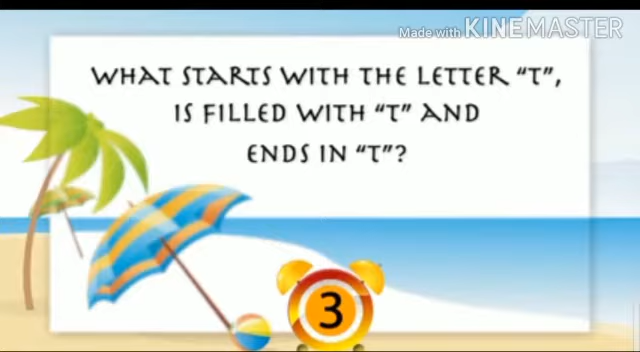 Made with KINEMASTER
WHAT STARTS WITH THE LETTER “T”,
IS FILLED WITH “T” AND
ENDS IN “T”?
3